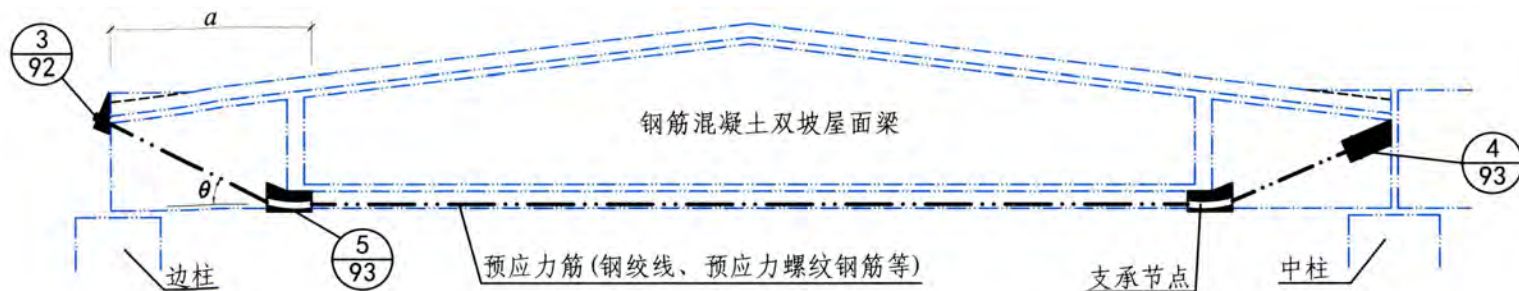 a
3
92
钢筋混凝土双坡屋面梁
4
93
θ
5
93
边柱
预应力筋(钢绞线、预应力螺纹钢筋等)
支承节点
中柱